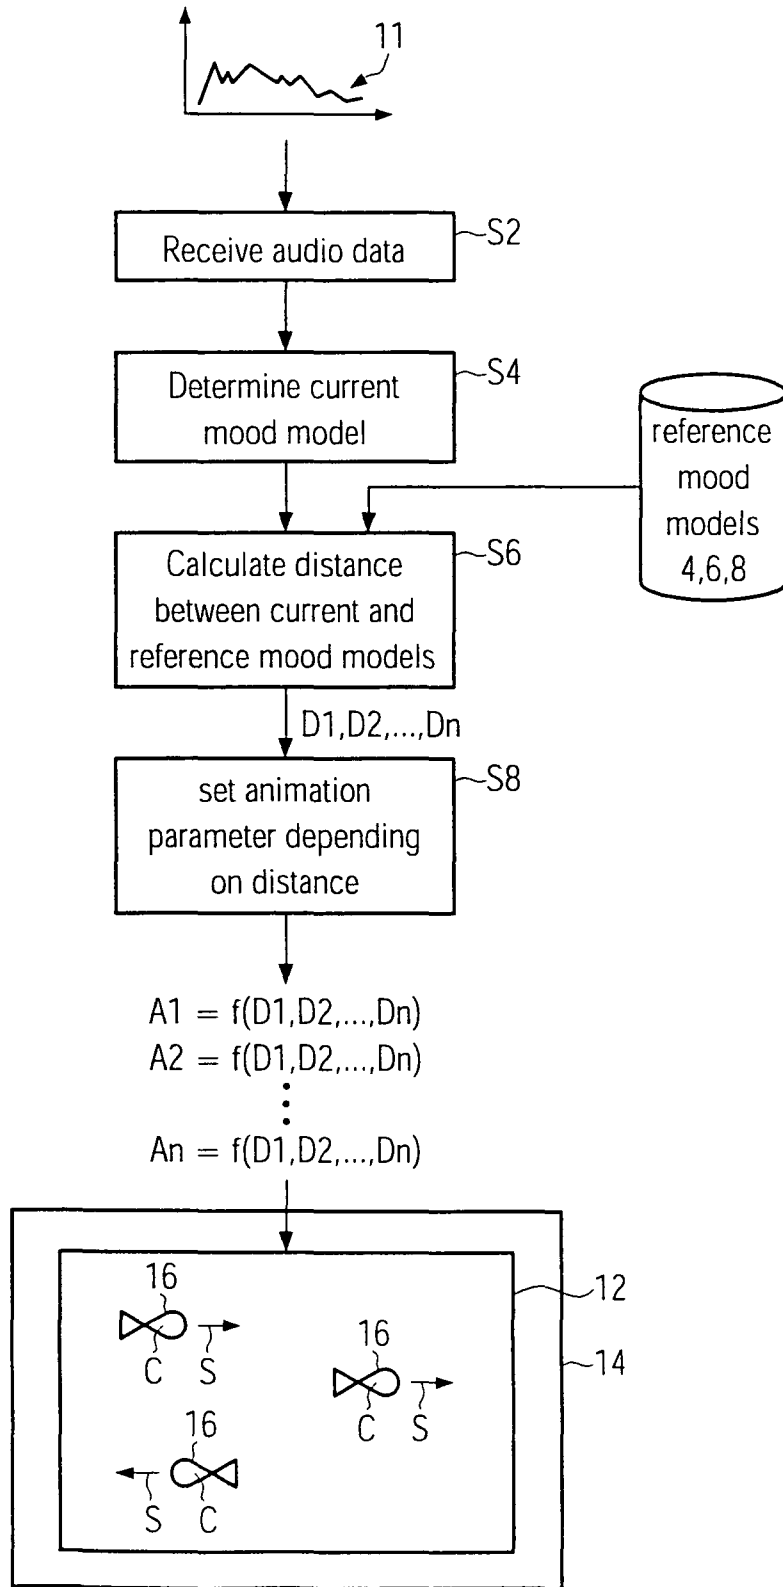 11
Receive audio data
S2
Determine current
mood model
S4
reference
mood
models
4,6,8
Calculate distance
between current and
reference mood models
S6
D1,D2,...,Dn
set animation
parameter depending
on distance
S8
A1 = f(D1,D2,...,Dn)
A2 = f(D1,D2,...,Dn)
An = f(D1,D2,...,Dn)
16
C S
16
C S
16
S C
12
14